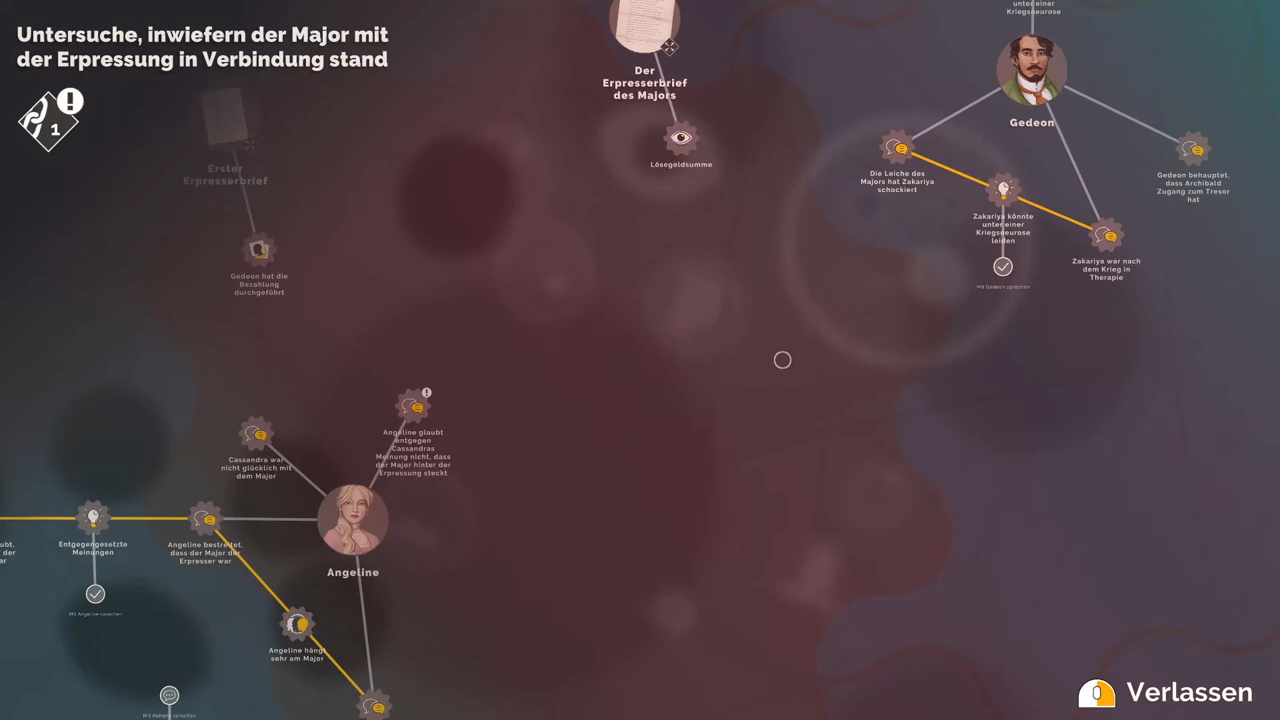 Untersuche, inwiefern der Major mit
der Erpressung in Verbindung stand
1
unter einer
Kriegsneurose
Der
Erpresserbrief
des Majors
Gedeon
Erster
Erpresserbrief
Lösegeldsumme
Die Leiche des
Majors hat Zakariya
schockiert
Gedeon behauptet,
dass Archibald
Zugang zum Tresor
hat
Zakariya könnte
unter einer
Kriegsneurose
leiden
Zakariya war nach
dem Krieg in
Therapie
Mit Gedeon sprechen
Gedeon hat die
Bezahlung
durchgeführt
Angeline glaubt
entgegen
Cassandras
Meinung nicht, dass
der Major hinter der
Erpressung steckt
Cassandra war
nicht glücklich mit
dem Major
ubt,
der
ar
Entgegengesetzte
Meinungen
Angeline bestreitet,
dass der Major der
Erpresser war
Angeline
Mit Angeline sprechen
Angeline hängt
sehr am Major
Verlassen